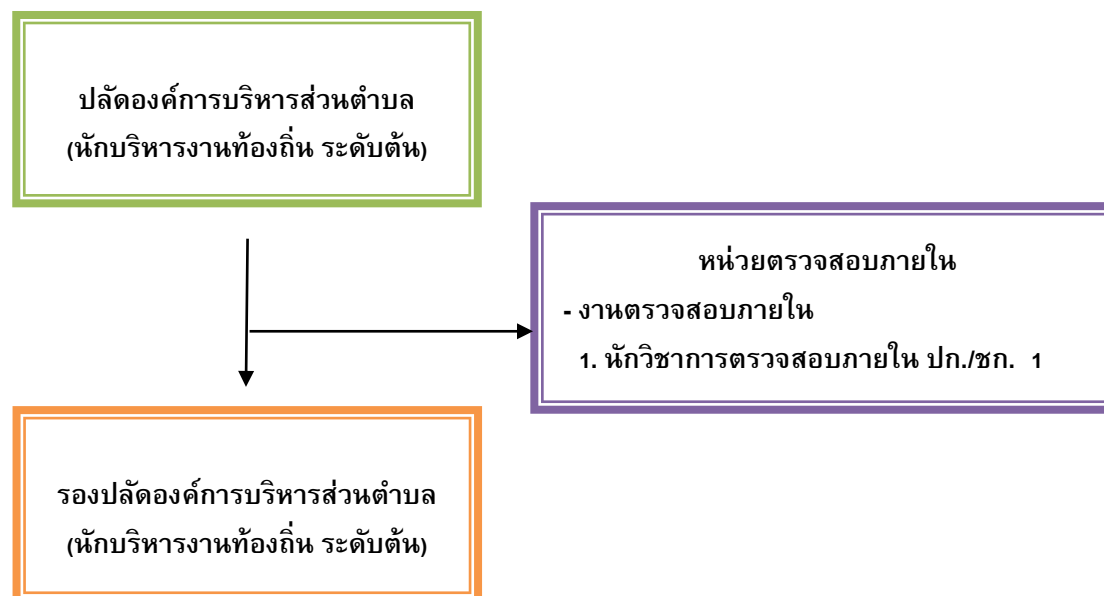 ปลัดองค์การบริหารส่วนตำบล
(นักบริหารงานท้องถิ่น ระดับต้น)
หน่วยตรวจสอบภายใน
- งานตรวจสอบภายใน
1. นักวิชาการตรวจสอบภายใน ปก./ชก. 1
รองปลัดองค์การบริหารส่วนตำบล
(นักบริหารงานท้องถิ่น ระดับต้น)